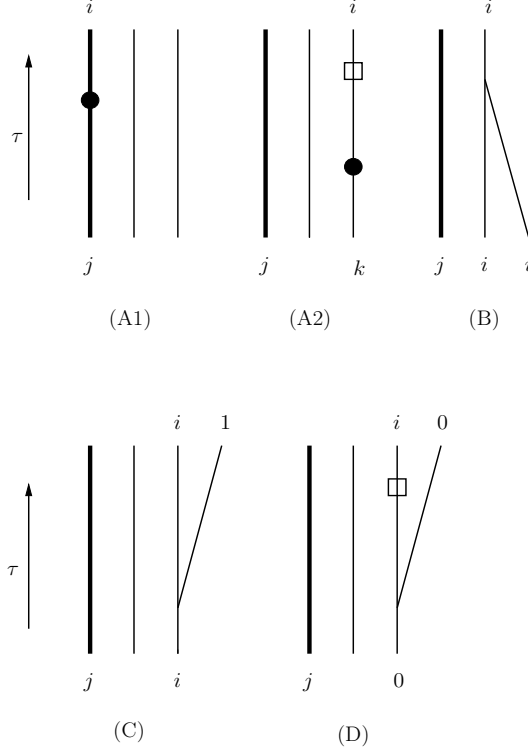 i i i
τ
j j k j i i
(A1) (A2) (B)
i 1 i 0
τ
j i j 0
(C) (D)